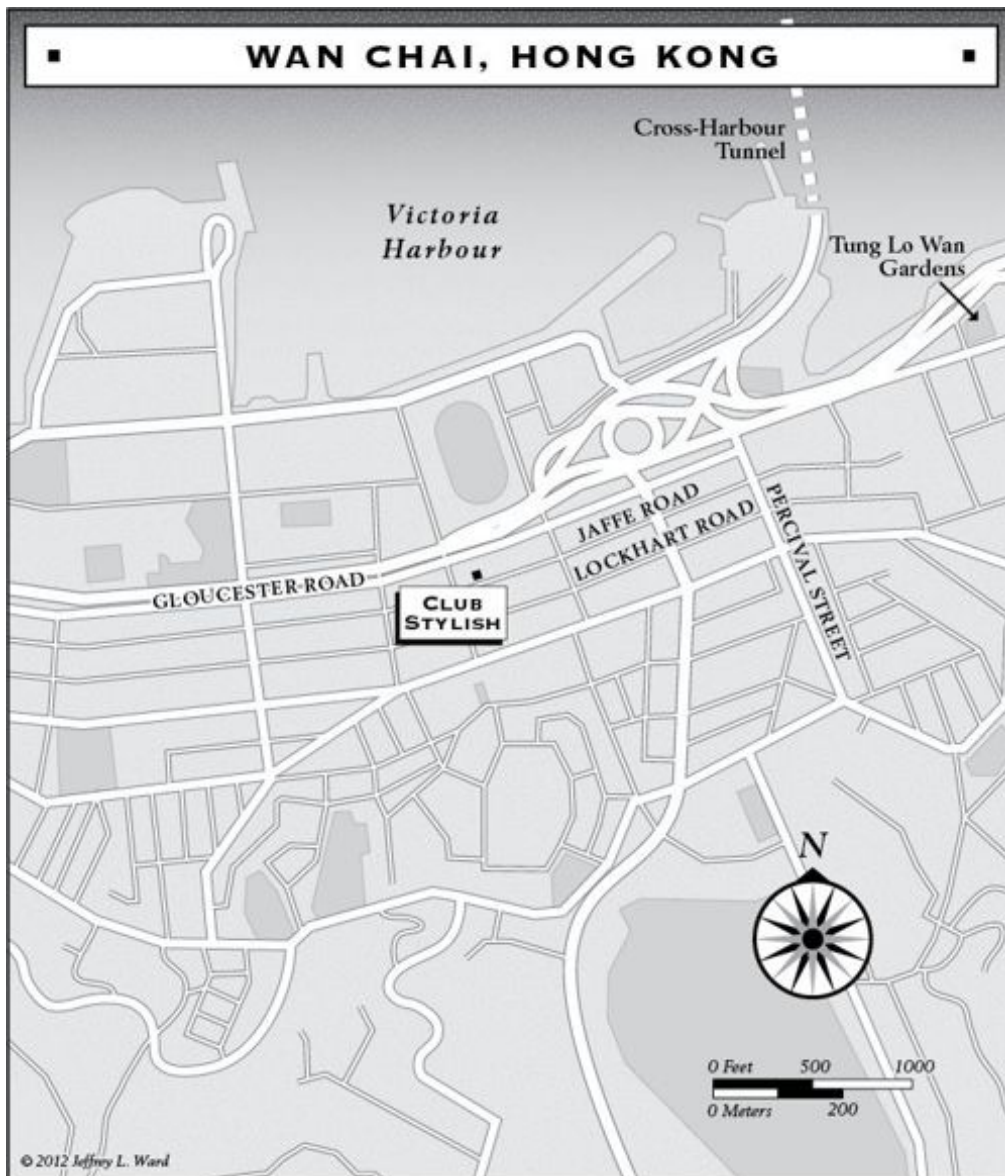 WAN CHAI, HONG KONG
Cross-Harbour
Tunnel
Victoria
Harbour
Tung Lo Wan
Gardens
JAFFE ROAD
LOCKHART ROAD
PERCIVAL STREET
GLOUCESTER ROAD
CLUB
STYLISH
N
0 Feet 500 1000
0 Meters 200
© 2012 Jeffrey L. Ward